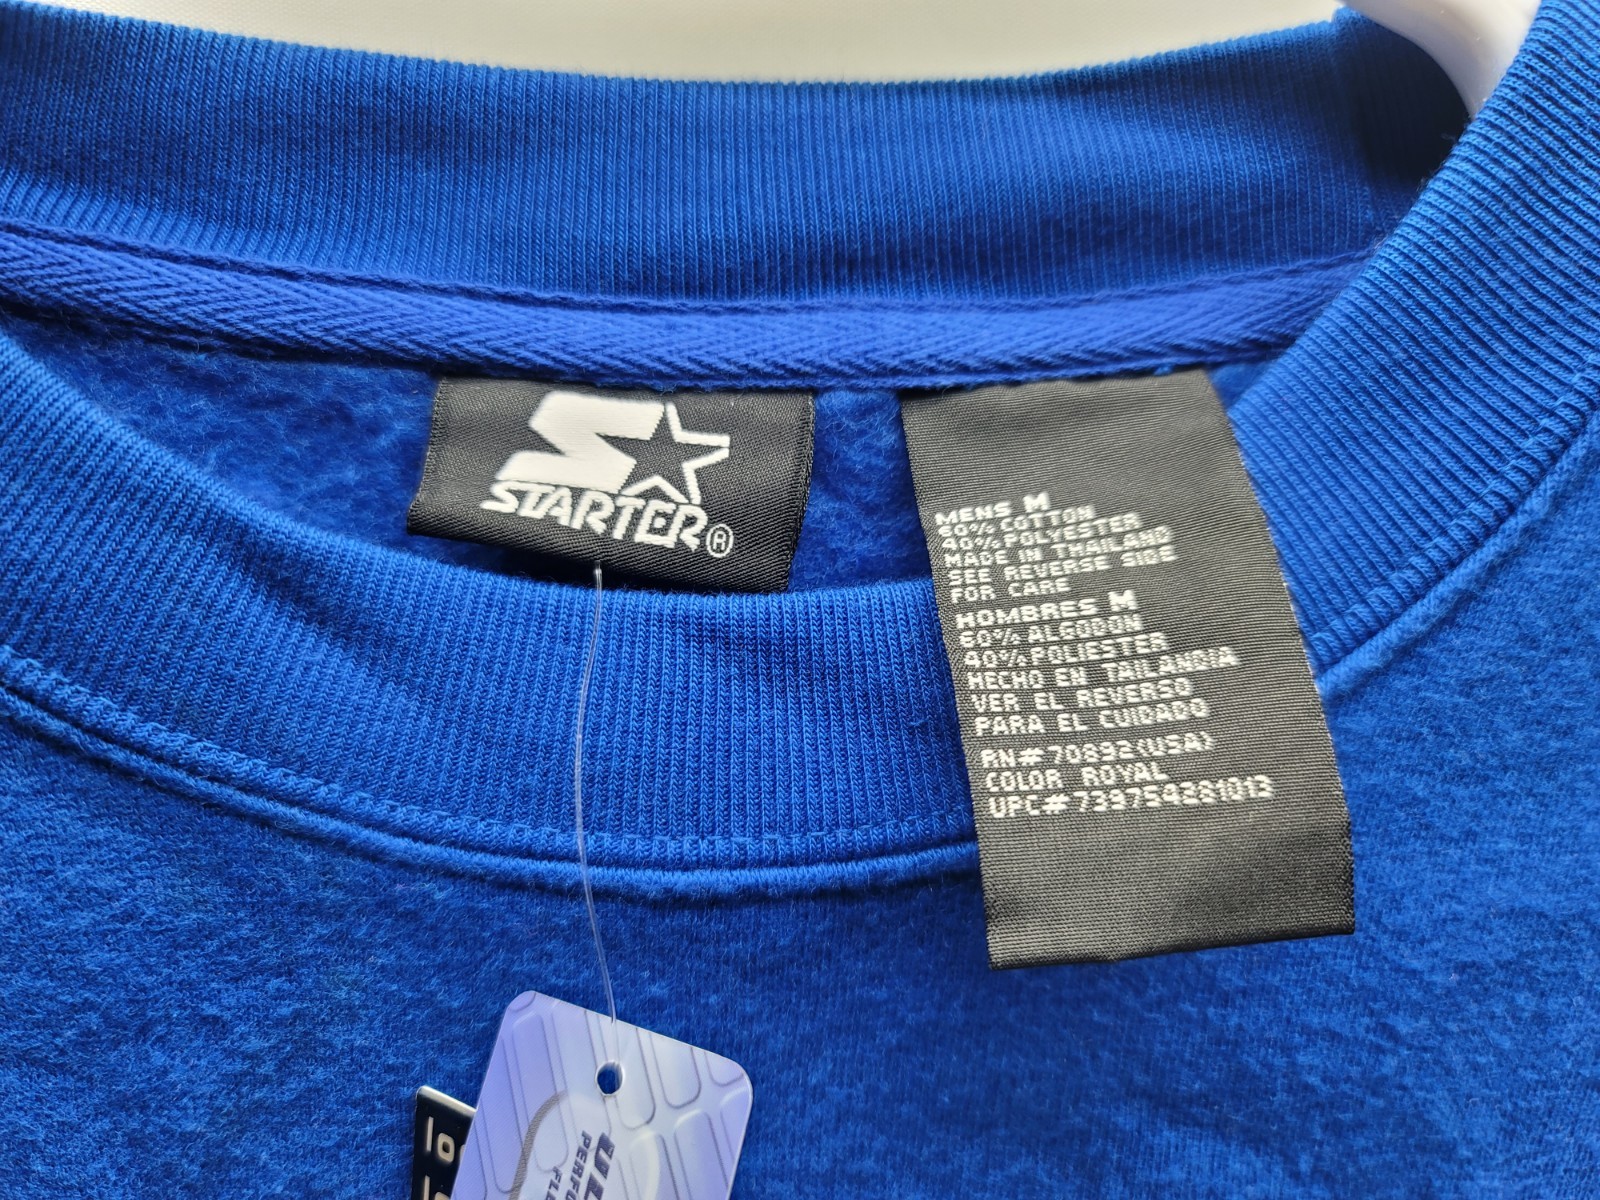 STARTER®
MENS M
60% COTTON
40% POLYESTER
MADE IN THAILAND
SEE REVERSE SIDE
FOR CARE
HOMBRES M
60% ALGODON
40% POLIESTER
HECHO EN TAILANDIA
VER EL REVERSO
PARA EL CUIDADO
RN# 70892 (USA)
COLOR ROYAL
UPC# 739754281013